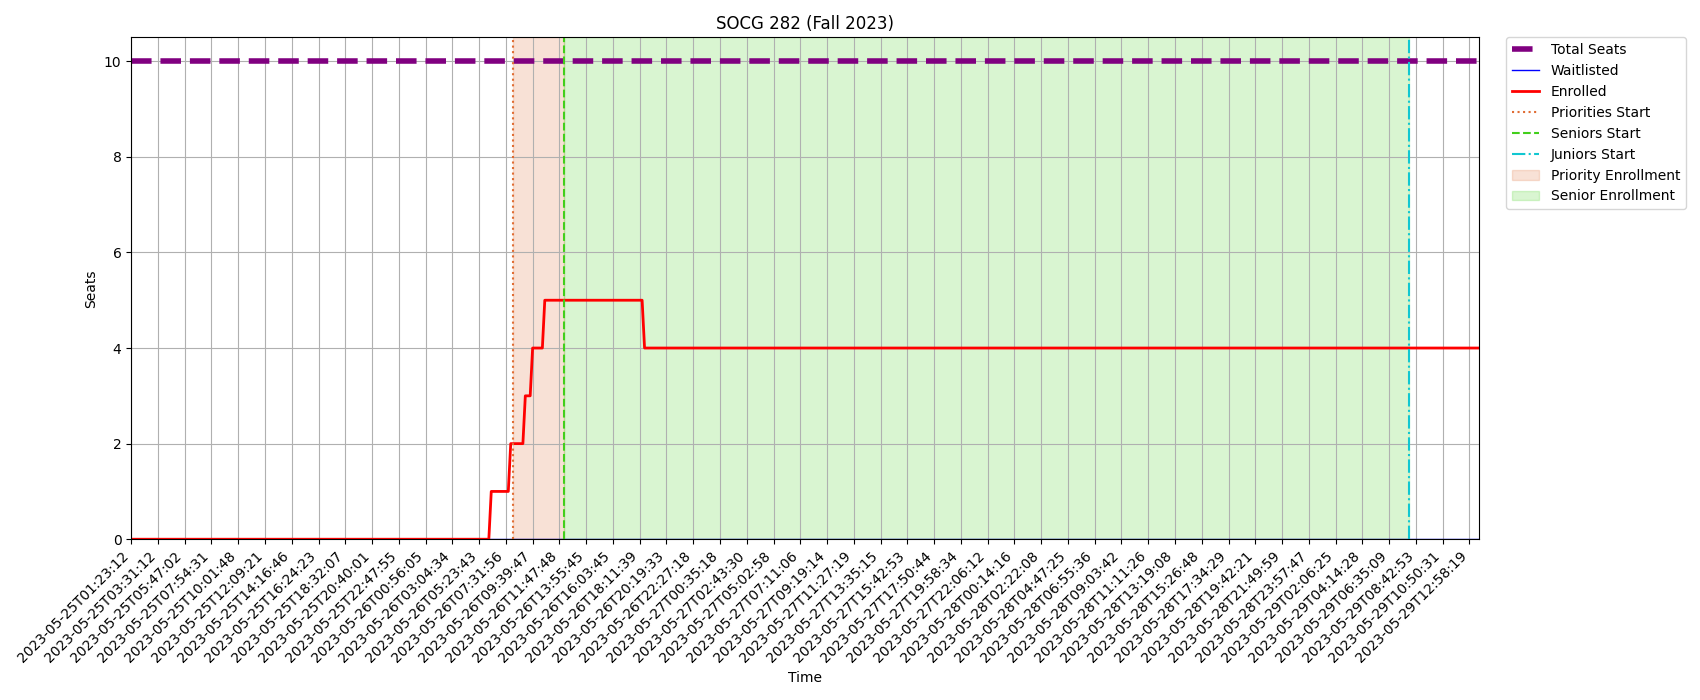 SOCG 282 (Fall 2023)
Total Seats
Waitlisted
Enrolled
Priorities Start
Seniors Start
Juniors Start
Priority Enrollment
Senior Enrollment
Seats
10
8
6
4
2
0
2023-05-25T01:23:12
2023-05-25T03:31:12
2023-05-25T05:47:02
2023-05-25T07:54:31
2023-05-25T10:01:48
2023-05-25T12:09:21
2023-05-25T14:16:46
2023-05-25T16:24:23
2023-05-25T18:32:07
2023-05-25T20:40:01
2023-05-25T22:47:55
2023-05-26T00:56:05
2023-05-26T03:04:34
2023-05-26T05:23:43
2023-05-26T07:31:56
2023-05-26T09:39:47
2023-05-26T11:47:48
2023-05-26T13:55:45
2023-05-26T16:03:45
2023-05-26T18:11:39
2023-05-26T20:19:33
2023-05-26T22:27:18
2023-05-27T00:35:18
2023-05-27T02:43:30
2023-05-27T05:02:58
2023-05-27T07:11:06
2023-05-27T09:19:14
2023-05-27T11:27:19
2023-05-27T13:35:15
2023-05-27T15:42:53
2023-05-27T17:50:44
2023-05-27T19:58:34
2023-05-27T22:06:12
2023-05-28T00:14:16
2023-05-28T02:22:08
2023-05-28T04:47:25
2023-05-28T06:55:36
2023-05-28T09:03:42
2023-05-28T11:11:26
2023-05-28T13:19:08
2023-05-28T15:26:48
2023-05-28T17:34:29
2023-05-28T19:42:21
2023-05-28T21:49:59
2023-05-28T23:57:47
2023-05-29T02:06:25
2023-05-29T04:14:28
2023-05-29T06:35:09
2023-05-29T08:42:53
2023-05-29T10:50:31
2023-05-29T12:58:19
Time